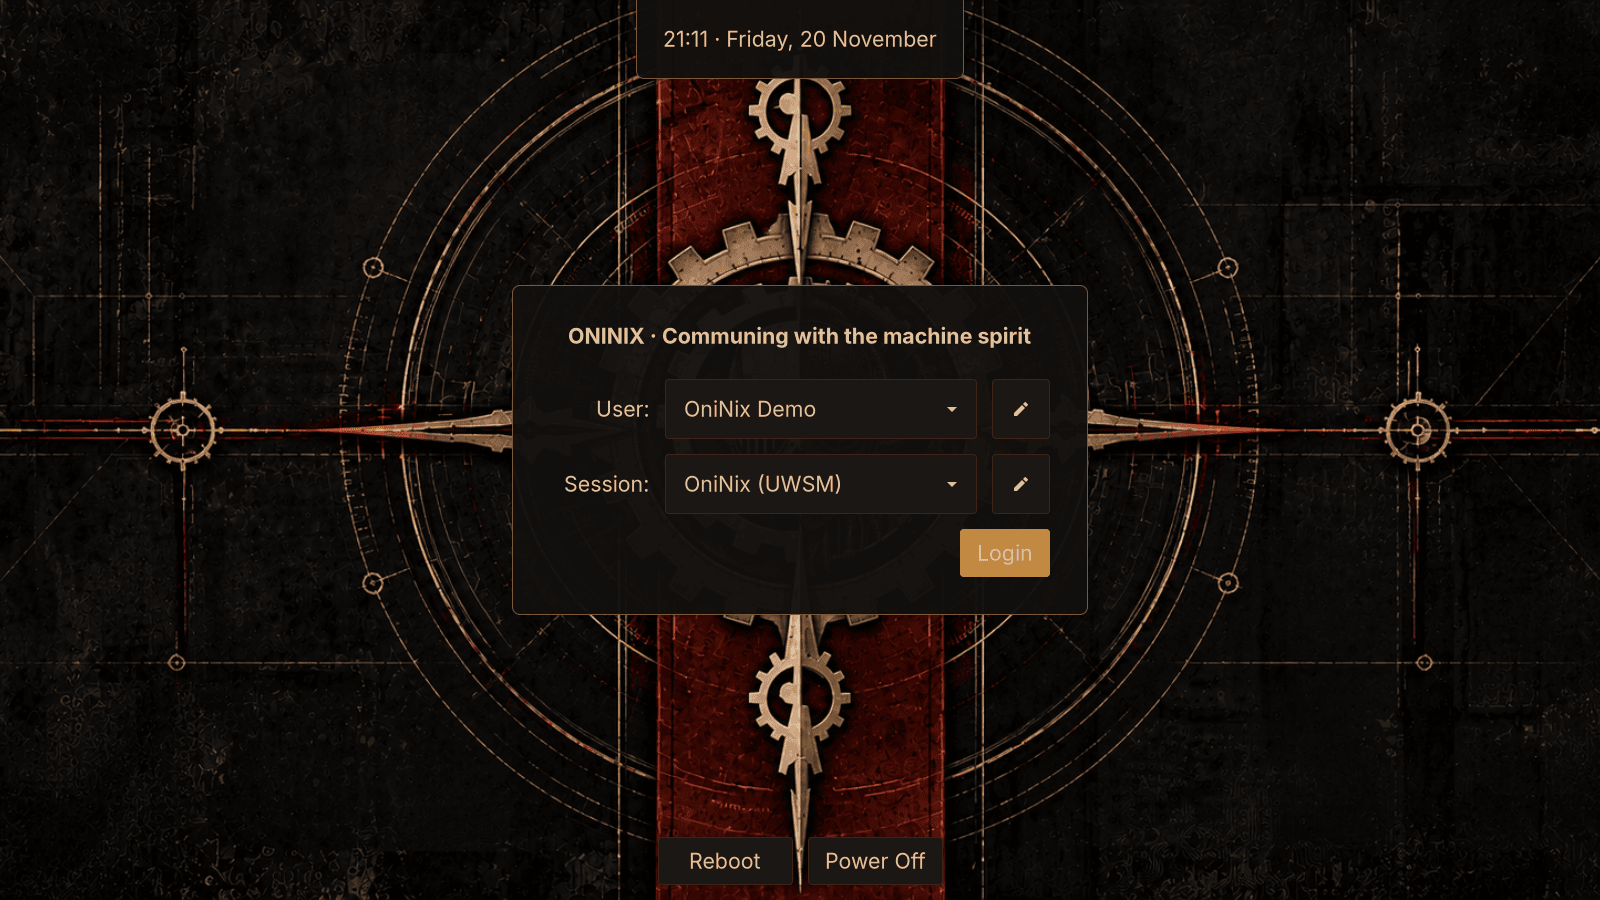 21:11 · Friday, 20 November
ONINIX · Communing with the machine spirit
User: OniNix Demo
Session: OniNix (UWSM)
Login
Reboot Power Off